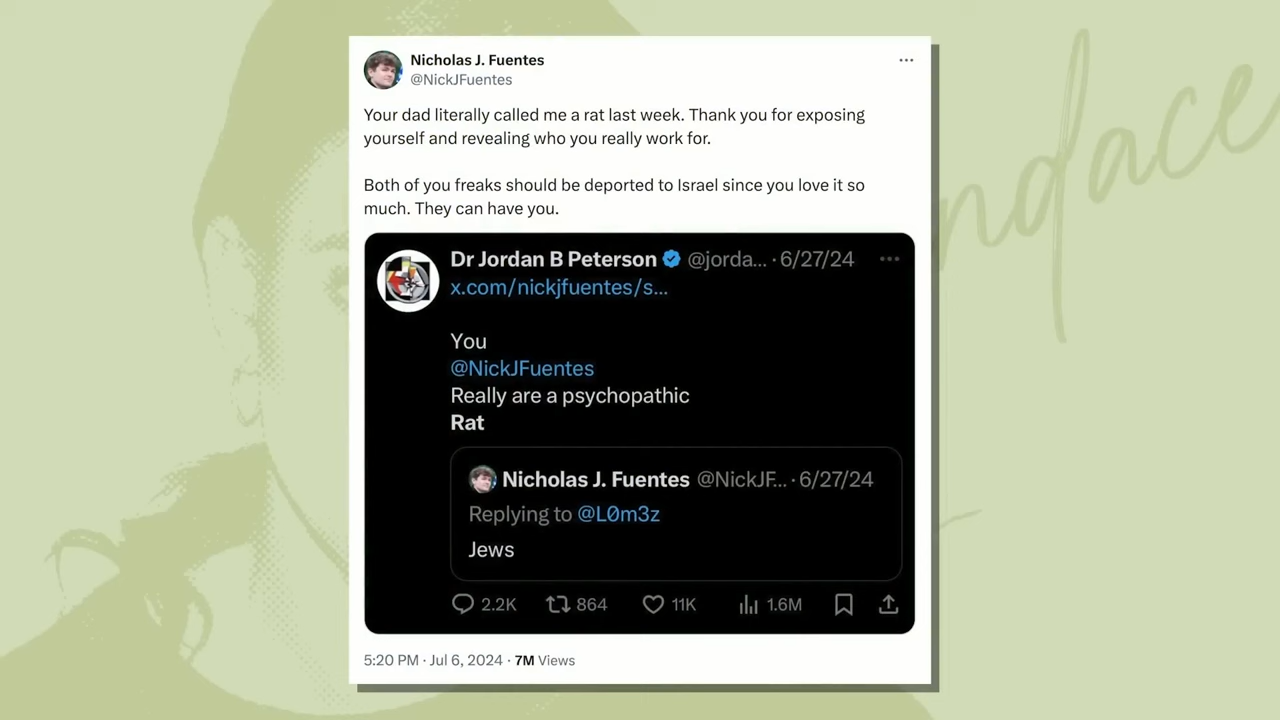 Nicholas J. Fuentes
@NickJFuentes
Your dad literally called me a rat last week. Thank you for exposing
yourself and revealing who you really work for.
Both of you freaks should be deported to Israel since you love it so
much. They can have you.
Dr Jordan B Peterson @jorda... · 6/27/24
x.com/nickjfuentes/s...
You
@NickJFuentes
Really are a psychopathic
Rat
Nicholas J. Fuentes @NickJF... · 6/27/24
Replying to @L0m3z
Jews
2.2K 864 11K 1.6M
5:20 PM · Jul 6, 2024 · 7M Views
ndace